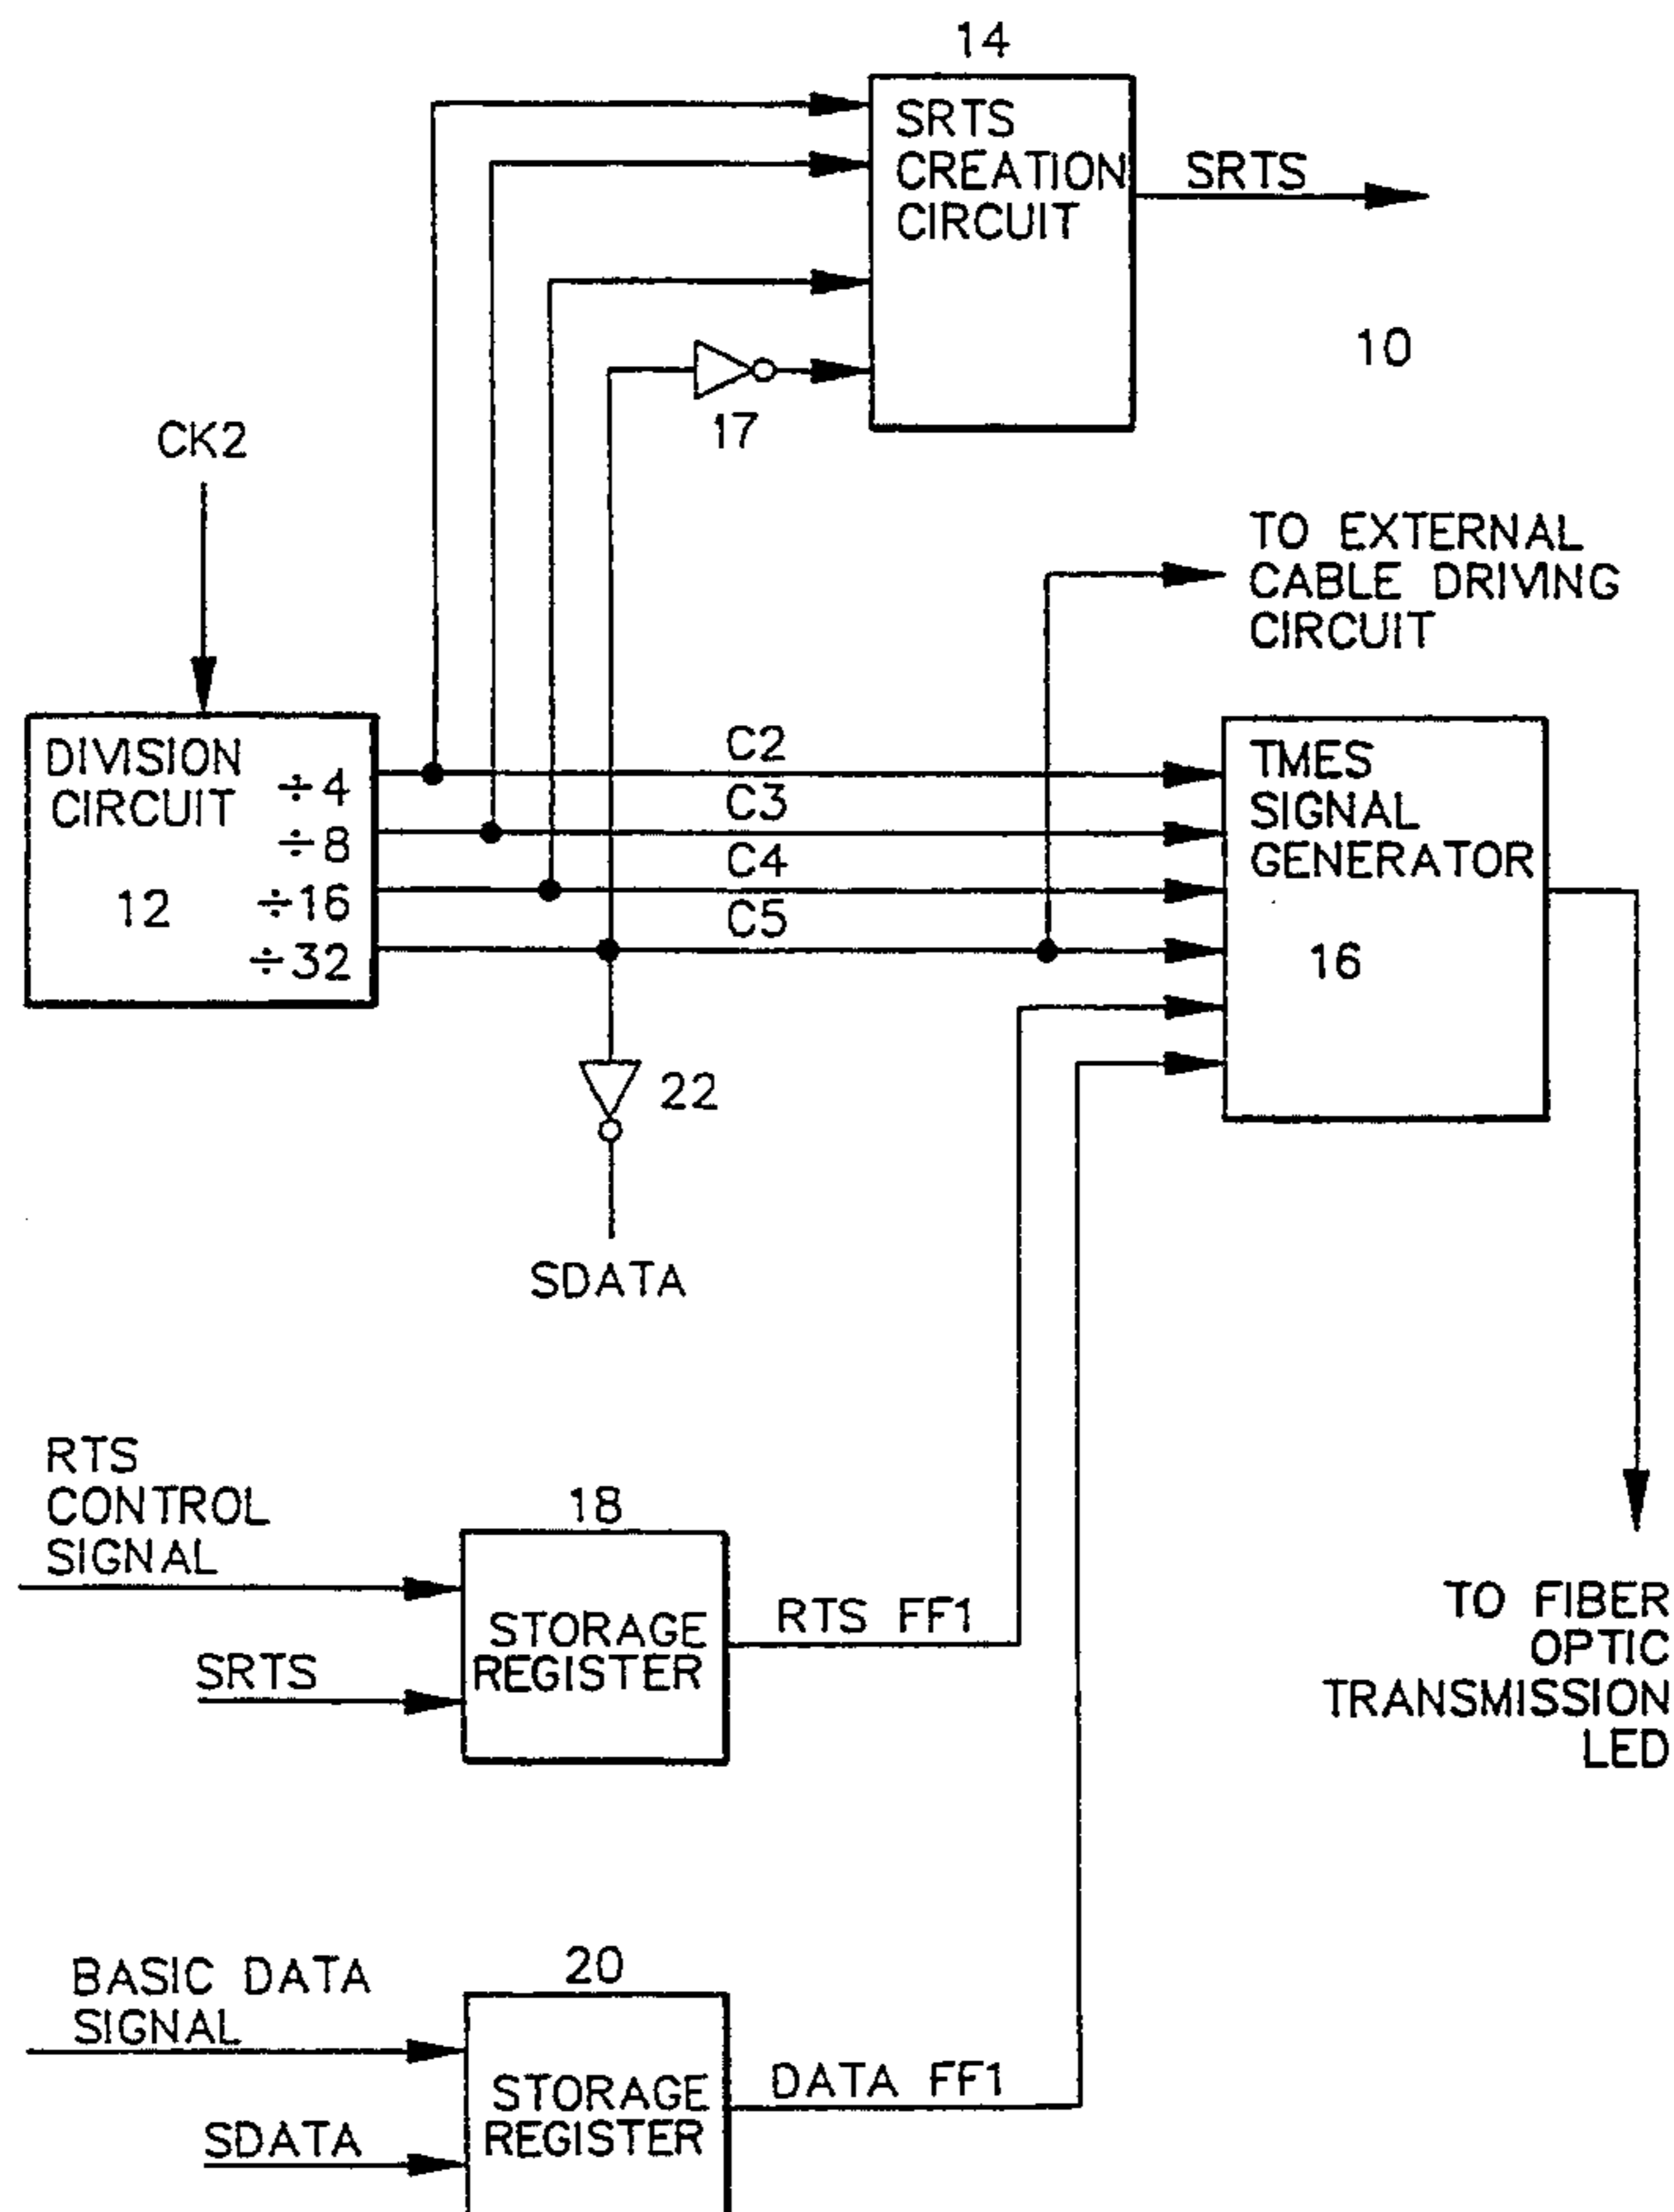 14
SRTS
CREATION
CIRCUIT
SRTS
10
17
CK2
TO EXTERNAL
CABLE DRIVING
CIRCUIT
DIVISION
CIRCUIT
÷4
÷8
÷16
÷32
12
C2
C3
C4
C5
TMES
SIGNAL
GENERATOR
16
22
SDATA
RTS
CONTROL
SIGNAL
18
SRTS
STORAGE
REGISTER
RTS FF1
TO FIBER
OPTIC
TRANSMISSION
LED
BASIC DATA
SIGNAL
20
SDATA
STORAGE
REGISTER
DATA FF1